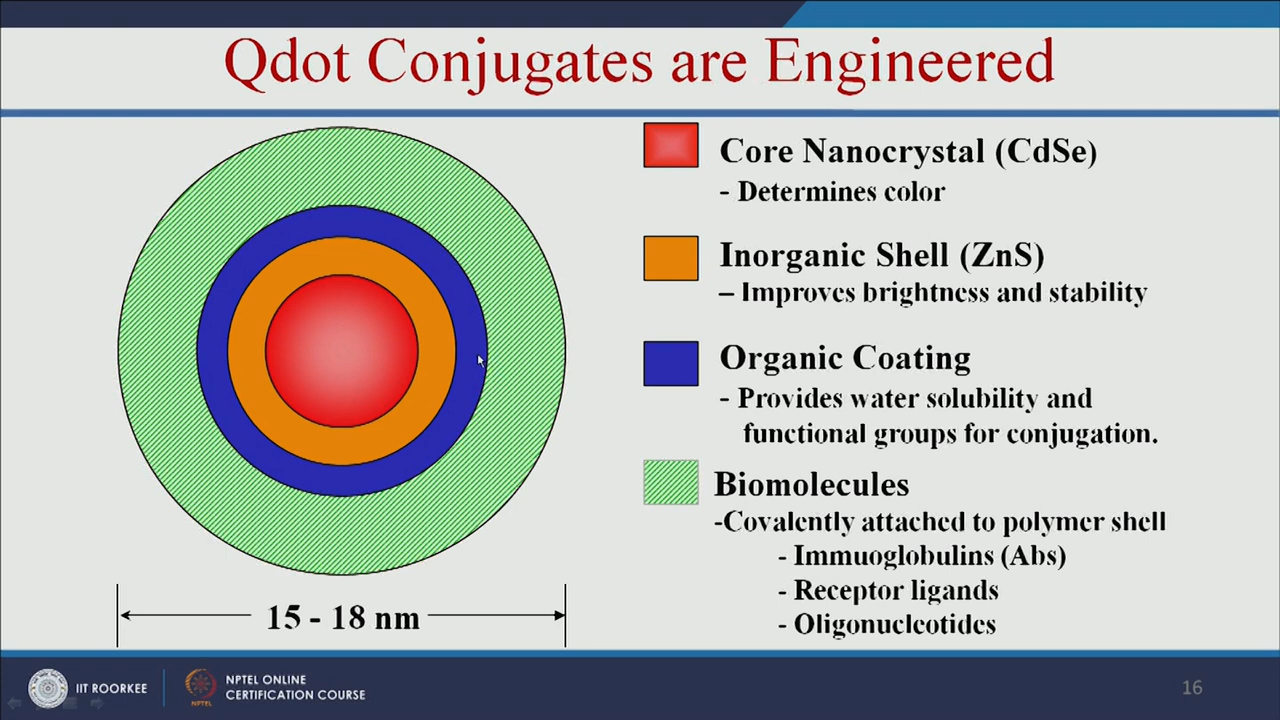 Qdot Conjugates are Engineered
Core Nanocrystal (CdSe)
- Determines color
Inorganic Shell (ZnS)
– Improves brightness and stability
Organic Coating
- Provides water solubility and
functional groups for conjugation.
Biomolecules
-Covalently attached to polymer shell
- Immuoglobulins (Abs)
- Receptor ligands
- Oligonucleotides
15 - 18 nm
IIT ROORKEE
NPTEL
NPTEL ONLINE
CERTIFICATION COURSE
16